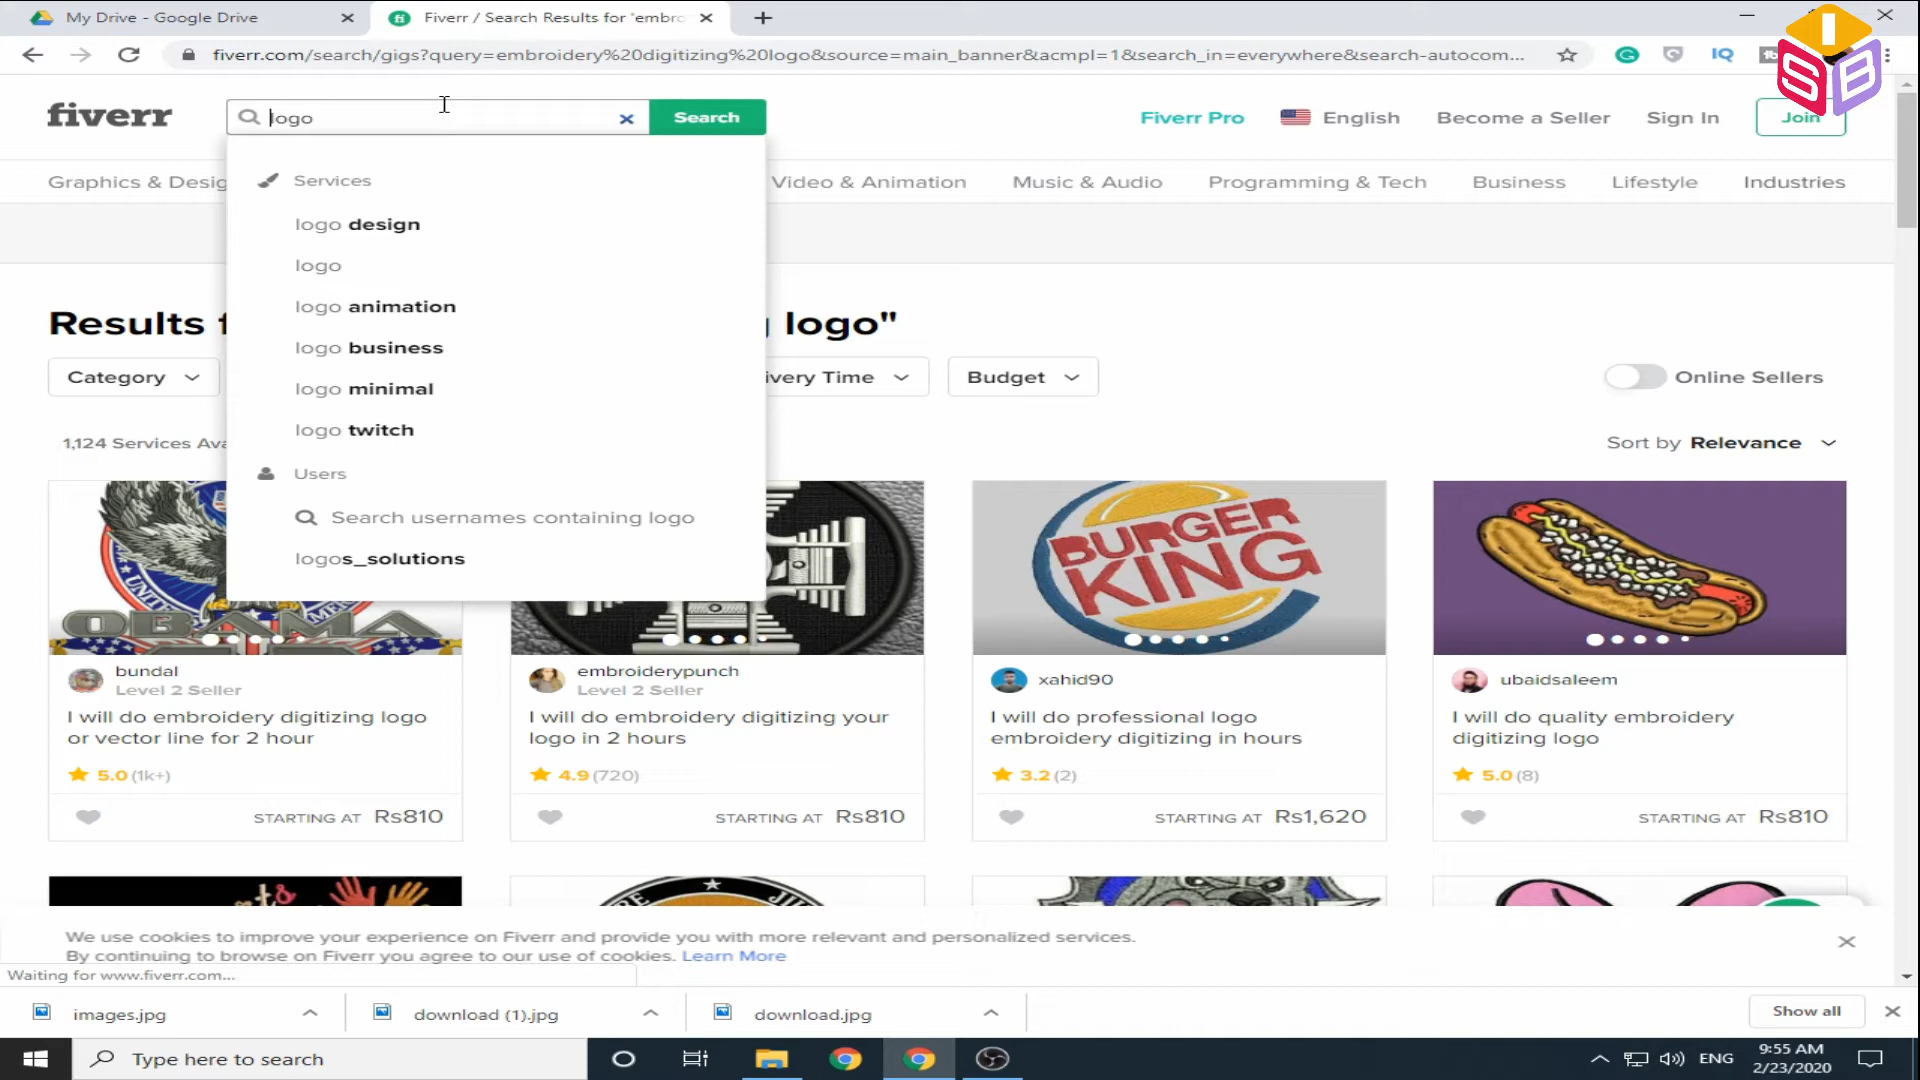 My Drive - Google Drive
Fiverr / Search Results for 'embro
fiverr.com/search/gigs?query=embroidery%20digitizing%20logo&source=main_banner&acmpl=1&search_in=everywhere&search-autocom...
IQ
I
S
B
fiverr
logo
Search
Fiverr Pro
English
Become a Seller
Sign In
Join
Graphics & Desig
Video & Animation
Music & Audio
Programming & Tech
Business
Lifestyle
Industries
Services
logo design
logo
logo animation
logo business
logo minimal
logo twitch
Users
Search usernames containing logo
logos_solutions
Results f
logo"
Category
ivery Time
Budget
Online Sellers
1,124 Services Ava
Sort by Relevance
OBAMA
BURGER
KING
bundal
Level 2 Seller
I will do embroidery digitizing logo
or vector line for 2 hour
5.0 (1k+)
STARTING AT Rs810
embroiderypunch
Level 2 Seller
I will do embroidery digitizing your
logo in 2 hours
4.9 (720)
STARTING AT Rs810
xahid90
I will do professional logo
embroidery digitizing in hours
3.2 (2)
STARTING AT Rs1,620
ubaidsaleem
I will do quality embroidery
digitizing logo
5.0 (8)
STARTING AT Rs810
We use cookies to improve your experience on Fiverr and provide you with more relevant and personalized services.
By continuing to browse on Fiverr you agree to our use of cookies. Learn More
Waiting for www.fiverr.com...
images.jpg
download (1).jpg
download.jpg
Show all
Type here to search
ENG
9:55 AM
2/23/2020